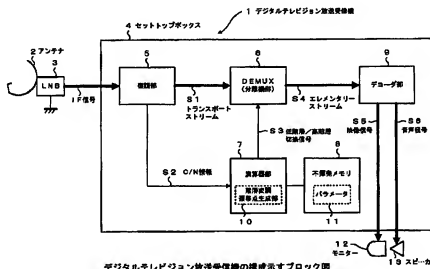 1 デジタルテレビジョン放送受信機
4 セットトップボックス
2 アンテナ
3
LNB
IF信号
5
復調部
S1
トランスポート
ストリーム
6
DEMUX
(分離機部)
S4 エレメンタリー
ストリーム
9
デコーダ部
S3 低階層/高階層
切換信号
S2 C/N情報
7
演算器部
10
8
不揮発メモリ
パラメータ
11
S5
映像信号
S6
音声信号
12
モニター
13 スピーカ
デジタルテレビジョン放送受信機の構成示すブロック図